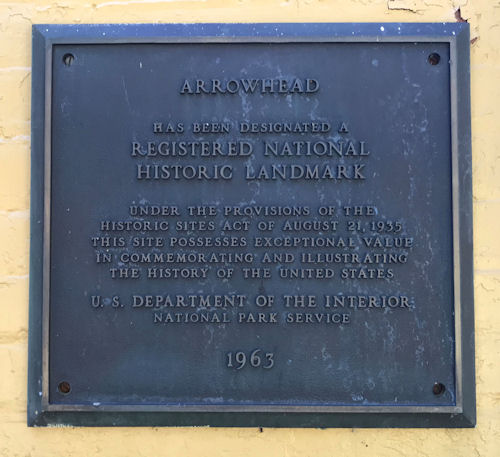 ARROWHEAD
HAS BEEN DESIGNATED A
REGISTERED NATIONAL
HISTORIC LANDMARK
UNDER THE PROVISIONS OF THE
HISTORIC SITES ACT OF AUGUST 21, 1935
THIS SITE POSSESSES EXCEPTIONAL VALUE
IN COMMEMORATING AND ILLUSTRATING
THE HISTORY OF THE UNITED STATES
U. S. DEPARTMENT OF THE INTERIOR
NATIONAL PARK SERVICE
1963